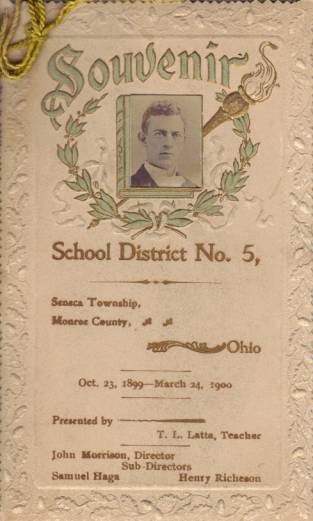 Souvenir
School District No. 5,
Seneca Township,
Monroe County,
Ohio
Oct. 23, 1899—March 24, 1900
Presented by
T. L. Latta, Teacher
John Morrison, Director
Sub-Directors
Samuel Haga Henry Richeson